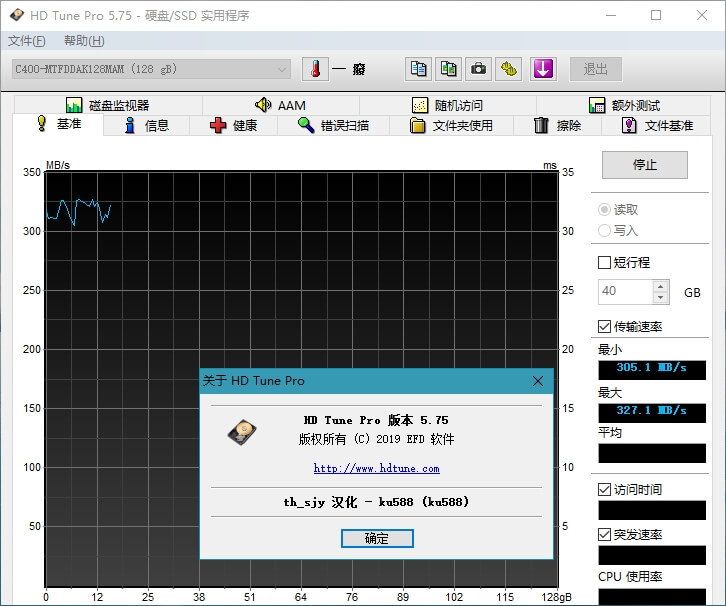 HD Tune Pro 5.75 - 硬盘/SSD 实用程序
文件(F) 帮助(H)
C400-MTFDDAK128MAM (128 gB)
一 癈
退出
磁盘监视器 AAM 随机访问 额外测试
基准 信息 健康 错误扫描 文件夹使用 擦除 文件基准
MB/s
ms
350
300
250
200
150
100
50
35
30
25
20
15
10
5
0 12 25 38 51 64 76 89 102 115 128gB
停止
读取
写入
短行程
40 GB
传输速率
最小
305.1 MB/s
最大
327.1 MB/s
平均
访问时间
突发速率
CPU 使用率
关于 HD Tune Pro
HD Tune Pro 版本 5.75
版权所有 (C) 2019 EFD 软件
http://www.hdtune.com
th_sjy 汉化 - ku588 (ku588)
确定